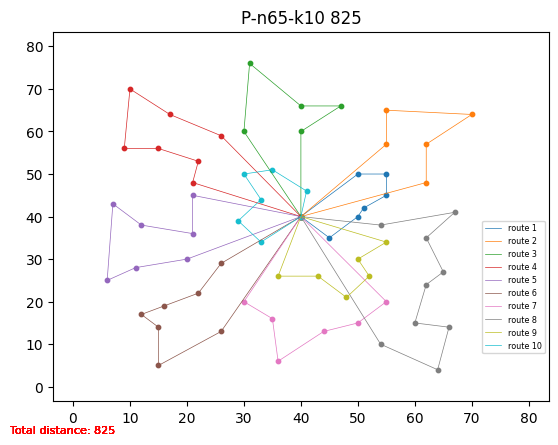 P-n65-k10 825
80
70
60
50
40
30
20
10
0
route 1
route 2
route 3
route 4
route 5
route 6
route 7
route 8
route 9
route 10
0 10 20 30 40 50 60 70 80
Total distance: 825